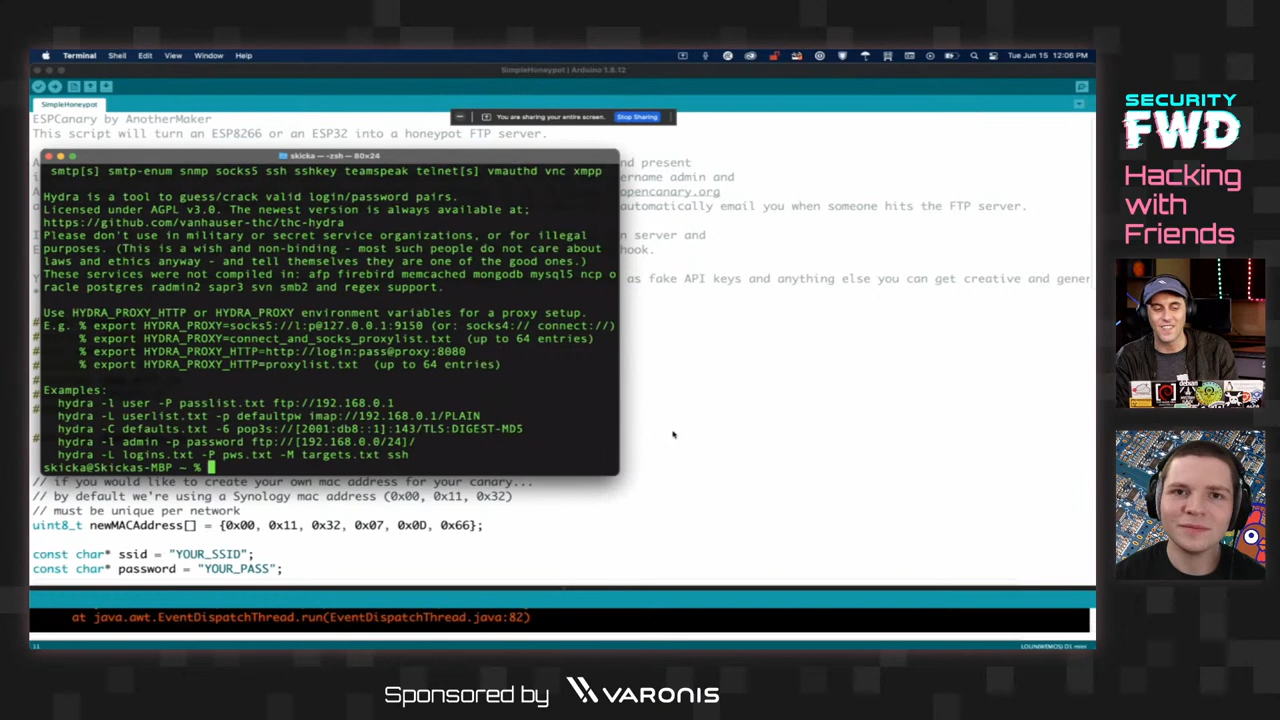 Terminal Shell Edit View Window Help
Tue Jun 15 12:06 PM
SimpleHoneypot | Arduino 1.8.12
SimpleHoneypot
ESPCanary by AnotherMaker
This script will turn an ESP8266 or an ESP32 into a honeypot FTP server.
You are sharing your entire screen. Stop Sharing
skicka — -zsh — 80x24
smtp[s] smtp-enum snmp socks5 ssh sshkey teamspeak telnet[s] vmauthd vnc xmpp
Hydra is a tool to guess/crack valid login/password pairs.
Licensed under AGPL v3.0. The newest version is always available at;
https://github.com/vanhauser-thc/thc-hydra
Please don't use in military or secret service organizations, or for illegal
purposes. (This is a wish and non-binding - most such people do not care about
laws and ethics anyway - and tell themselves they are one of the good ones.)
These services were not compiled in: afp firebird memcached mongodb mysql5 ncp o
racle postgres radmin2 sapr3 svn smb2 and regex support.
Use HYDRA_PROXY_HTTP or HYDRA_PROXY environment variables for a proxy setup.
E.g. % export HYDRA_PROXY=socks5://l:p@127.0.0.1:9150 (or: socks4:// connect://)
% export HYDRA_PROXY=connect_and_socks_proxylist.txt (up to 64 entries)
% export HYDRA_PROXY_HTTP=http://login:pass@proxy:8080
% export HYDRA_PROXY_HTTP=proxylist.txt (up to 64 entries)
Examples:
hydra -l user -P passlist.txt ftp://192.168.0.1
hydra -L userlist.txt -p defaultpw imap://192.168.0.1/PLAIN
hydra -C defaults.txt -6 pop3s://[2001:db8::1]:143/TLS:DIGEST-MD5
hydra -l admin -p password ftp://[192.168.0.0/24]/
hydra -L logins.txt -P pws.txt -M targets.txt ssh
skicka@Skickas-MBP ~ %
nd present
ername admin and
opencanary.org
automatically email you when someone hits the FTP server.
n server and
hook.
as fake API keys and anything else you can get creative and gener
// if you would like to create your own mac address for your canary...
// by default we're using a Synology mac address (0x00, 0x11, 0x32)
// must be unique per network
uint8_t newMACAddress[] = {0x00, 0x11, 0x32, 0x07, 0x0D, 0x66};
const char* ssid = "YOUR_SSID";
const char* password = "YOUR_PASS";
at java.awt.EventDispatchThread.run(EventDispatchThread.java:82)
11
LOLIN(WEMOS) D1 mini
SECURITY
FWD
Hacking
with
Friends
debian
Sponsored by VARONIS